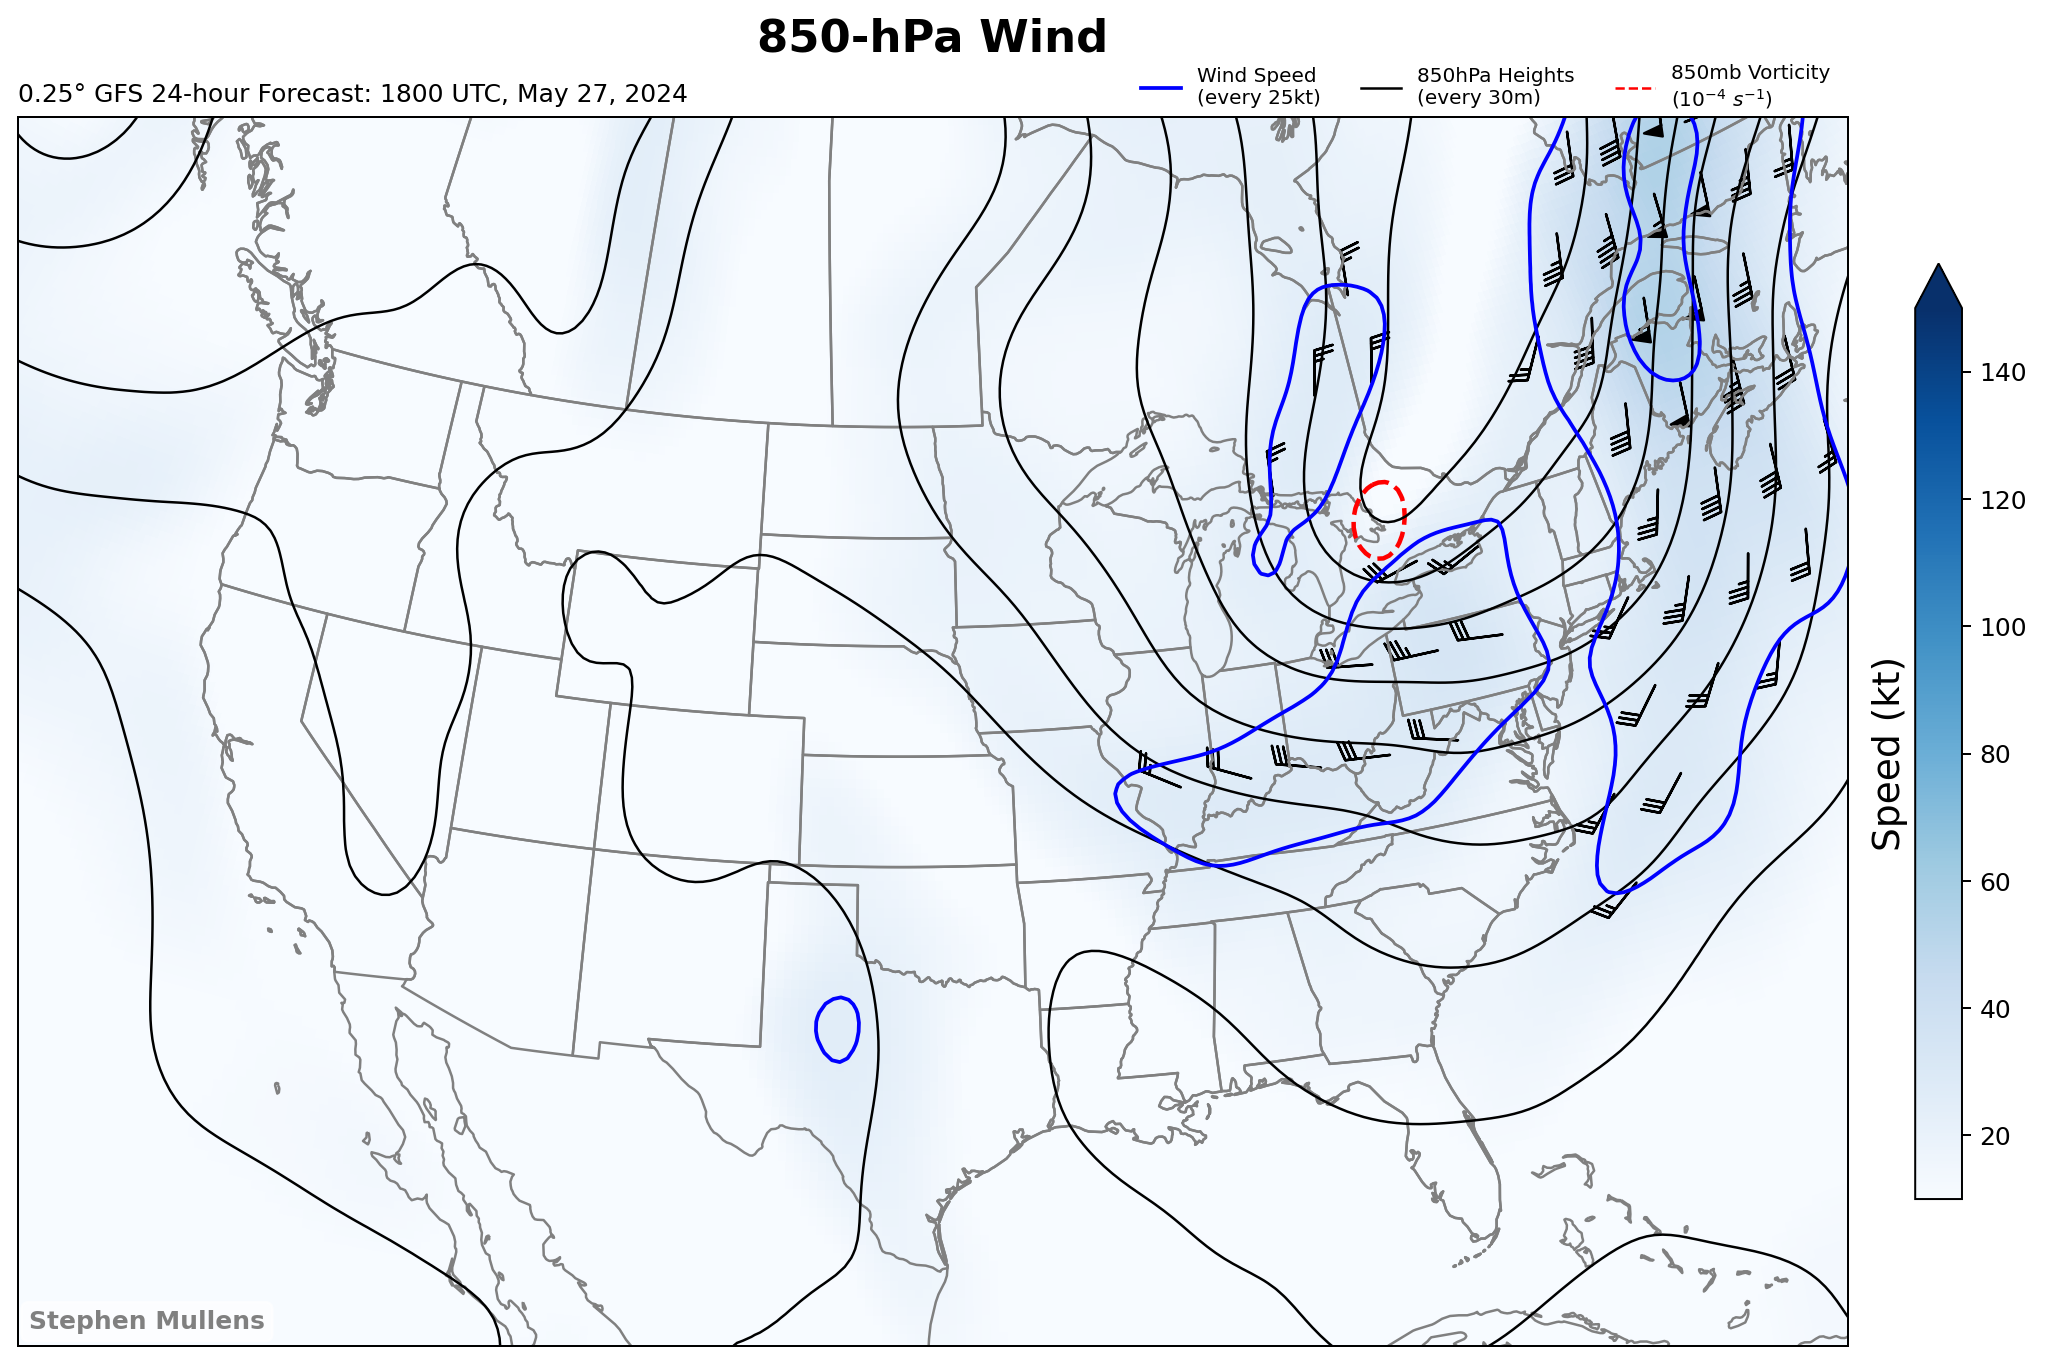 850-hPa Wind
0.25° GFS 24-hour Forecast: 1800 UTC, May 27, 2024
Wind Speed
(every 25kt)
850hPa Heights
(every 30m)
850mb Vorticity
(10⁻⁴ s⁻¹)
140
120
100
80
60
40
20
Speed (kt)
Stephen Mullens